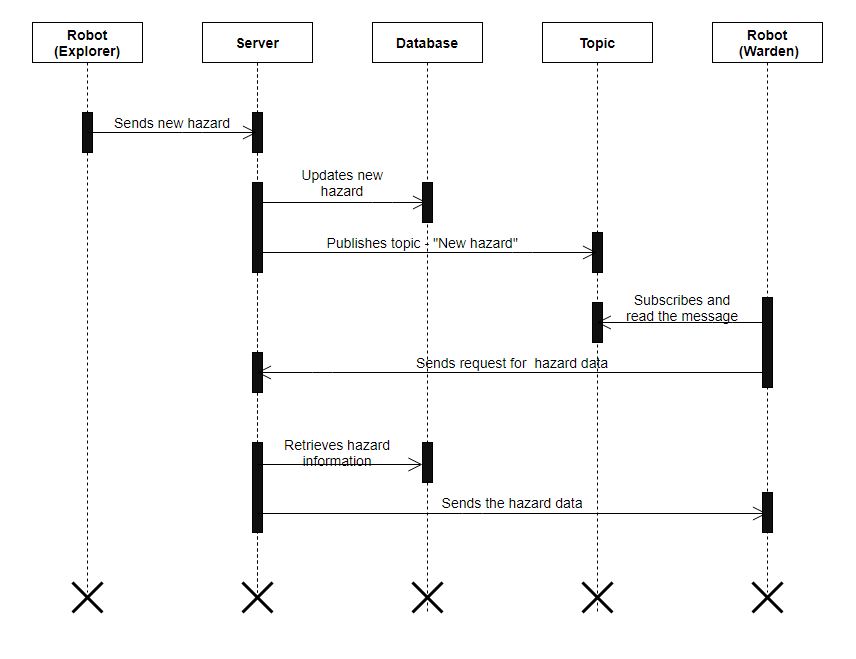 Robot
(Explorer)
Server
Database
Topic
Robot
(Warden)
Sends new hazard
Updates new
hazard
Publishes topic - "New hazard"
Subscribes and
read the message
Sends request for  hazard data
Retrieves hazard
information
Sends the hazard data